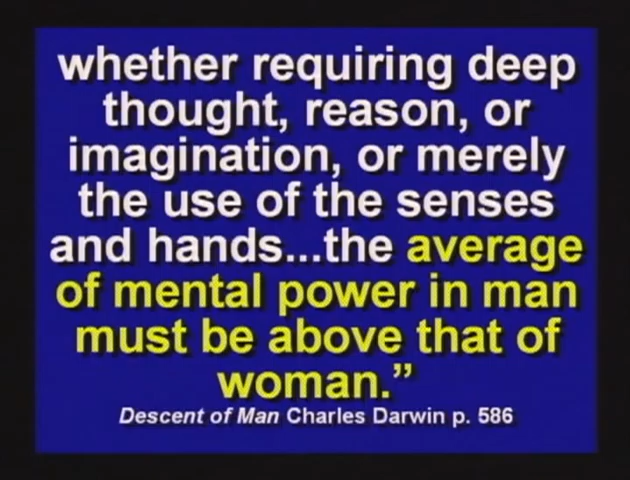 whether requiring deep
thought, reason, or
imagination, or merely
the use of the senses
and hands...the average
of mental power in man
must be above that of
woman.”
Descent of Man Charles Darwin p. 586